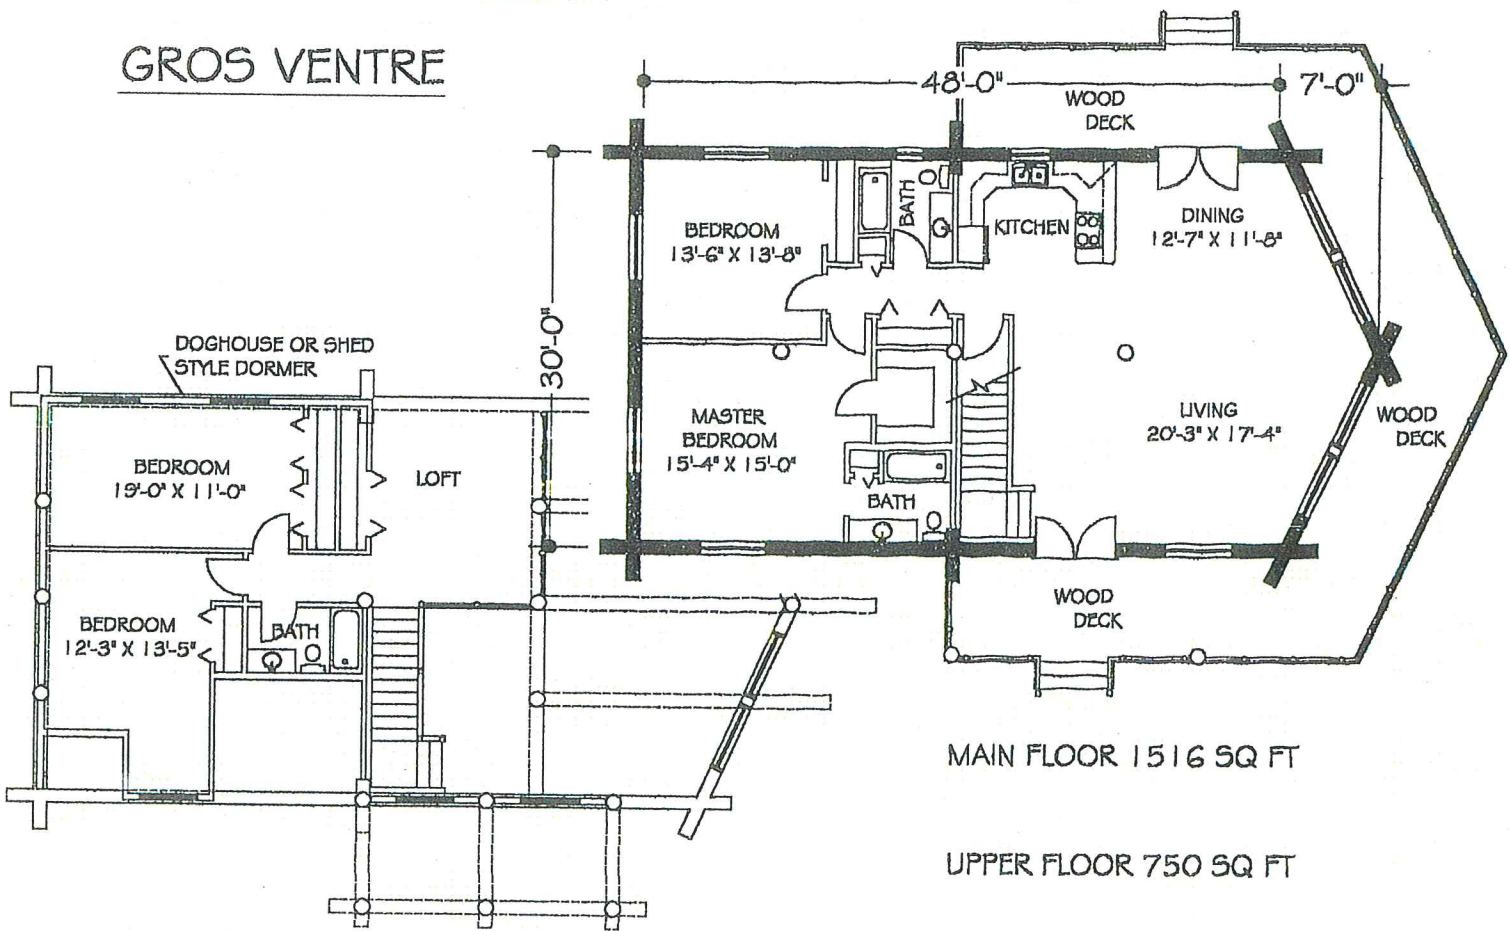 GROS VENTRE
48'-0"
7'-0"
WOOD
DECK
30'-0"
BEDROOM
13'-6" X 13'-8"
BATH
KITCHEN
DINING
12'-7" X 11'-8"
MASTER
BEDROOM
15'-4" X 15'-0"
BATH
LIVING
20'-3" X 17'-4"
WOOD
DECK
WOOD
DECK
DOGHOUSE OR SHED
STYLE DORMER
BEDROOM
19'-0" X 11'-0"
LOFT
BEDROOM
12'-3" X 13'-5"
BATH
MAIN FLOOR 1516 SQ FT
UPPER FLOOR 750 SQ FT